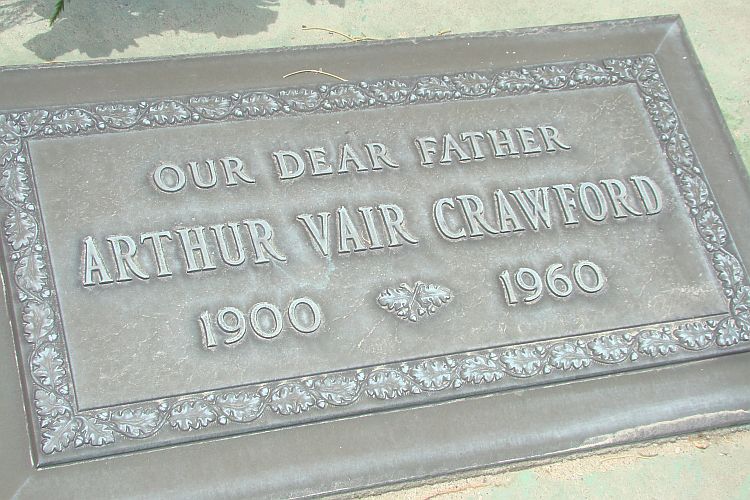 OUR DEAR FATHER
ARTHUR VAIR CRAWFORD
1900 1960